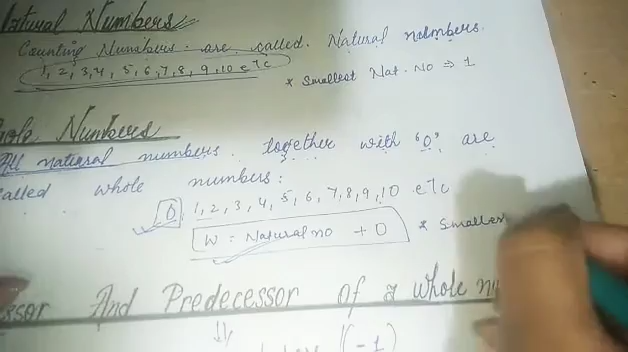 Natural Numbers
Counting Numbers: are called. Natural numbers.
1, 2, 3, 4, 5, 6, 7, 8, 9, 10 eTc
* Smallest Nat. No ⇒ 1
Numbers
All natural numbers. together with '0', are
called whole numbers:
0, 1, 2, 3, 4, 5, 6, 7, 8, 9, 10 eTc
W = Natural no + 0
* Smallest
And Predecessor of a whole
(-1)